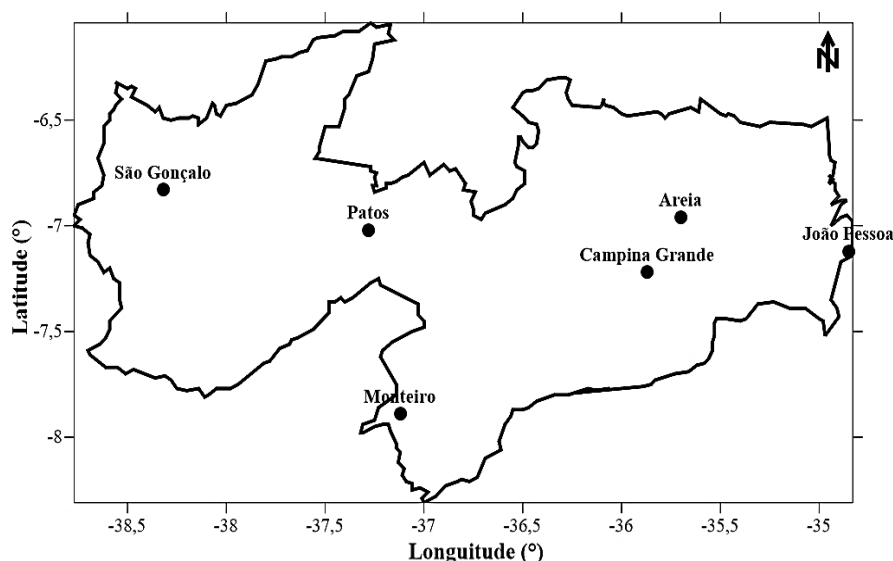 N
-6,5
São Gonçalo
Areia
Patos
-7
João Pessoa
Campina Grande
Latitude (°)
-7,5
Monteiro
-8
-38,5 -38 -37,5 -37 -36,5 -36 -35,5 -35
Longuitude (°)